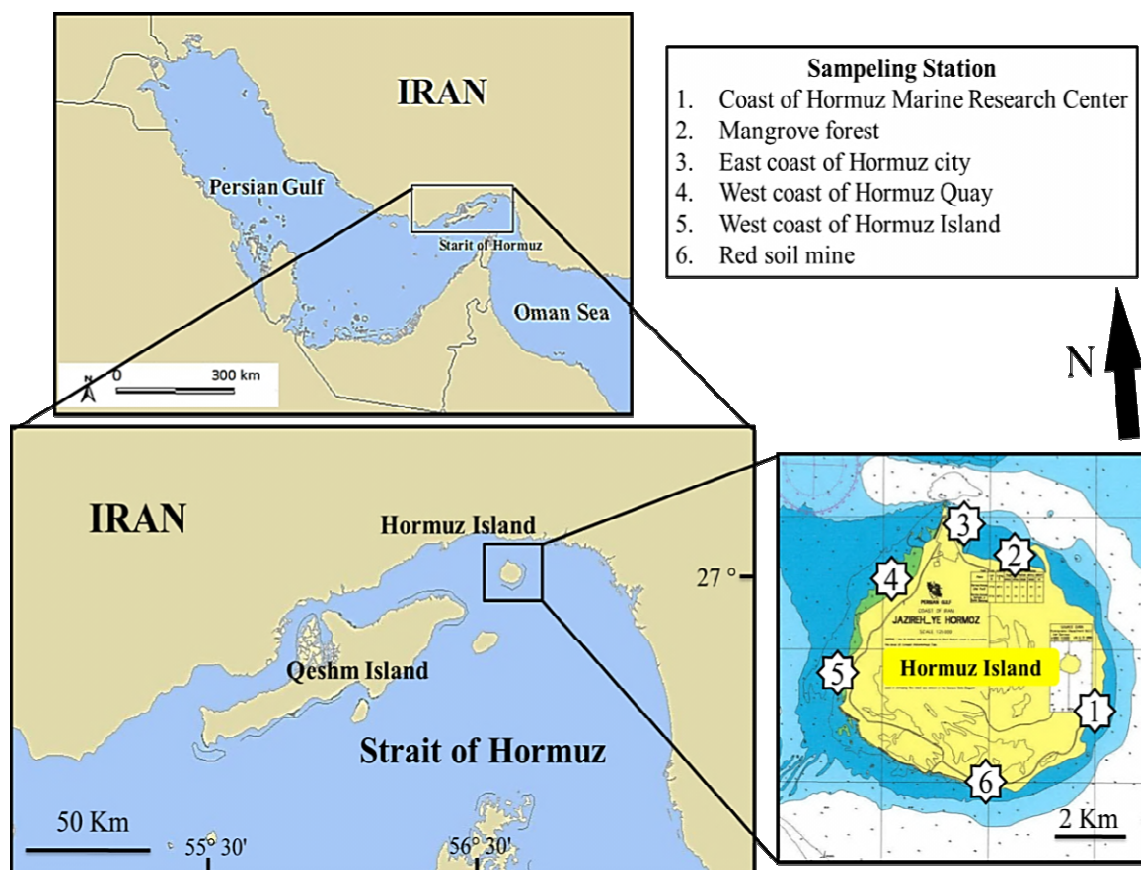 IRAN
Persian Gulf
Starit of Hormuz
Oman Sea
N
0 300 km
Sampeling Station
1. Coast of Hormuz Marine Research Center
2. Mangrove forest
3. East coast of Hormuz city
4. West coast of Hormuz Quay
5. West coast of Hormuz Island
6. Red soil mine
N
IRAN
Hormuz Island
27 °
Qeshm Island
Strait of Hormuz
50 Km
55° 30'
56° 30'
3
2
4
PERSIAN GULF
COAST OF IRAN
JAZIREH_YE HORMOZ
Hormuz Island
5
1
6
2 Km